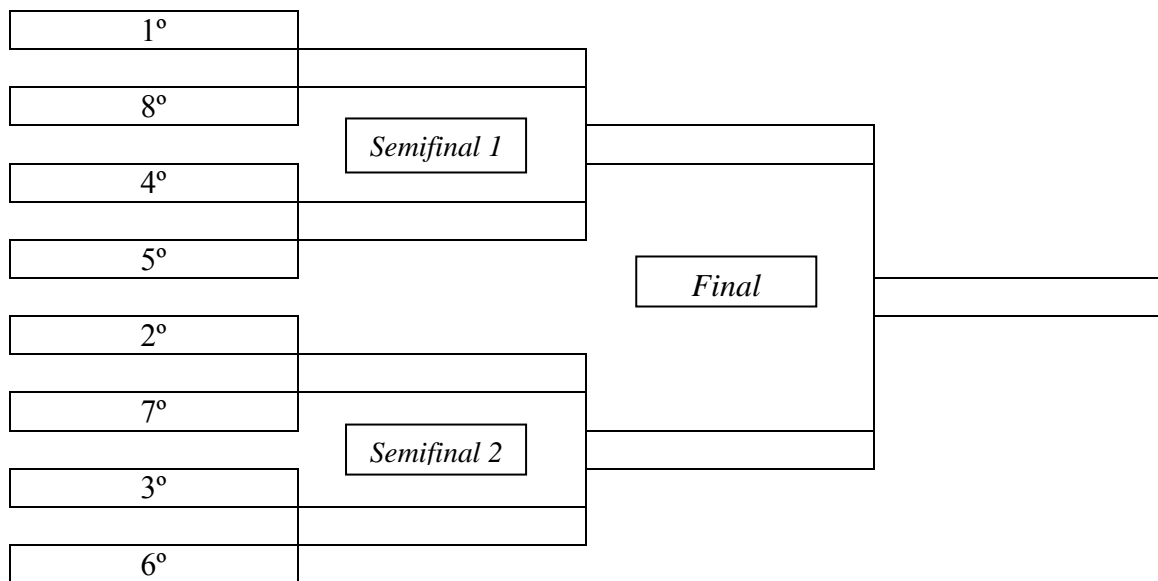 1º
8º
Semifinal 1
4º
5º
Final
2º
7º
Semifinal 2
3º
6º